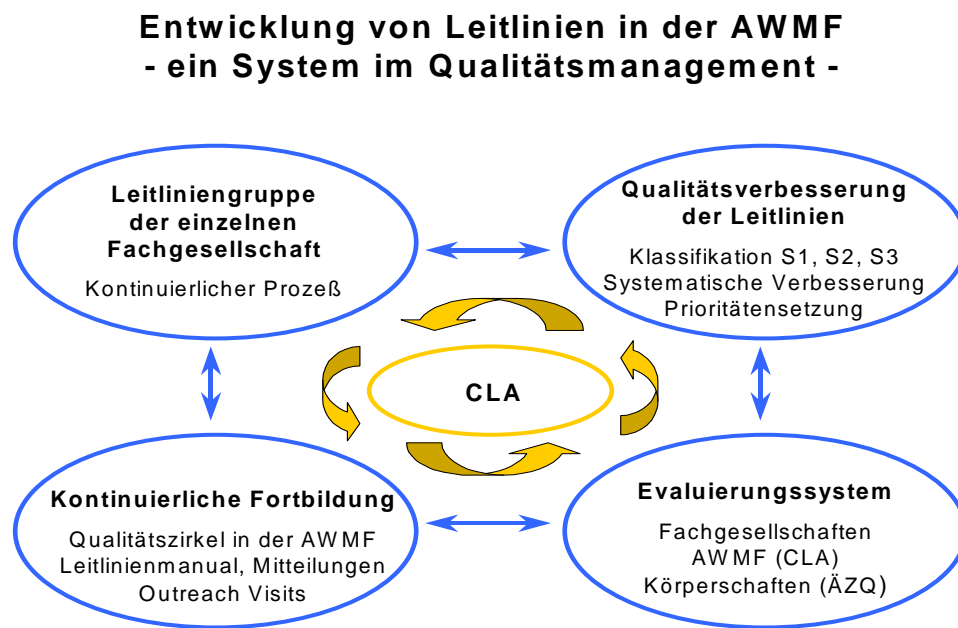 Entwicklung von Leitlinien in der AWMF
- ein System im Qualitätsmanagement -
Leitliniengruppe
der einzelnen
Fachgesellschaft
Kontinuierlicher Prozeß
Qualitätsverbesserung
der Leitlinien
Klassifikation S1, S2, S3
Systematische Verbesserung
Prioritätensetzung
CLA
Kontinuierliche Fortbildung
Qualitätszirkel in der AWMF
Leitlinienmanual, Mitteilungen
Outreach Visits
Evaluierungssystem
Fachgesellschaften
AWMF (CLA)
Körperschaften (ÄZQ)